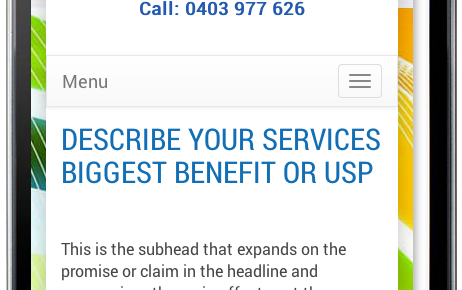 Call: 0403 977 626
Menu
DESCRIBE YOUR SERVICES
BIGGEST BENEFIT OR USP
This is the subhead that expands on the
promise or claim in the headline and